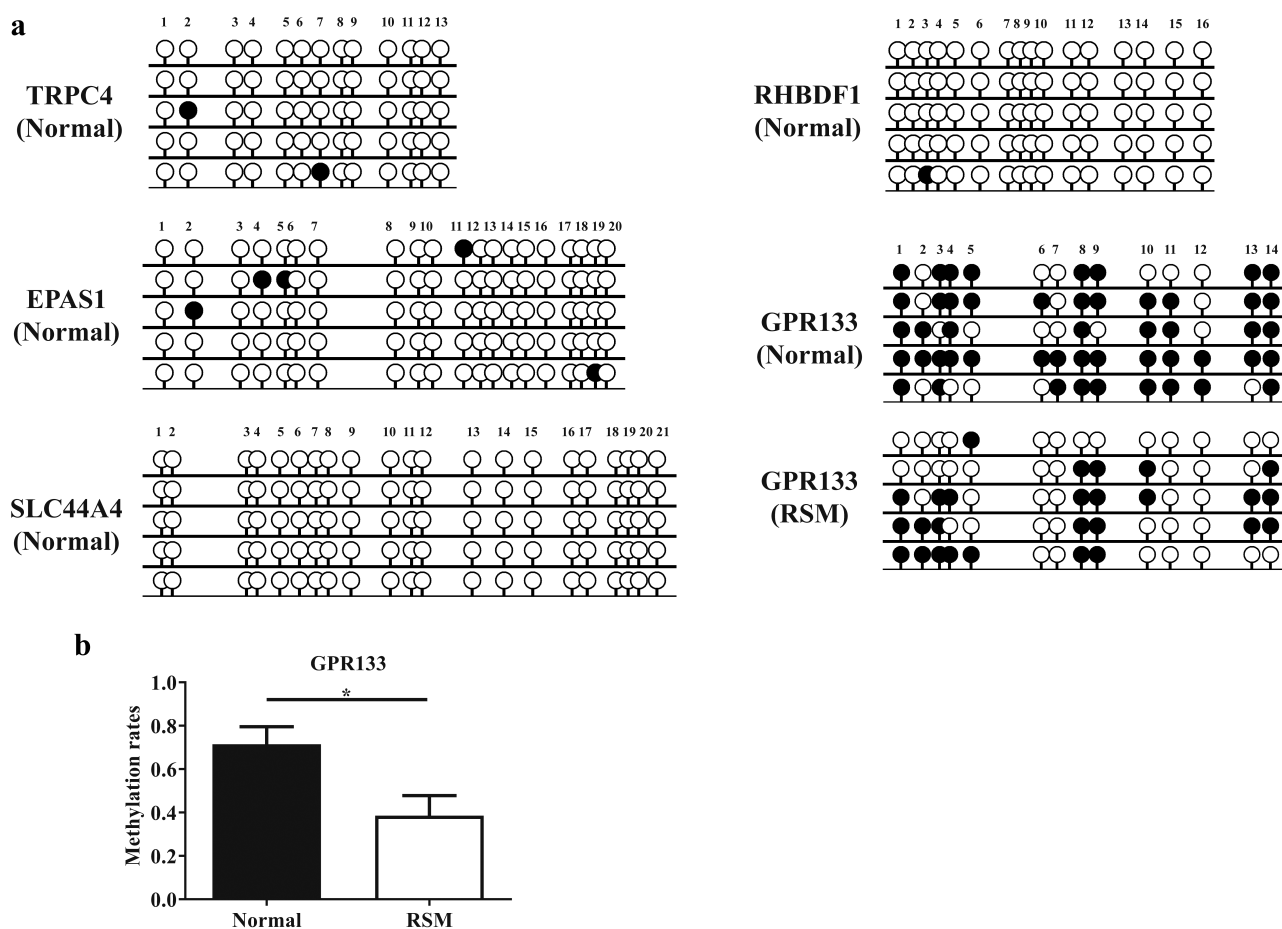 a
1 2 3 4 5 6 7 8 9 10 11 12 13
TRPC4
(Normal)
1 2 3 4 5 6 7 8 9 10 11 12 13 14 15 16
RHBDF1
(Normal)
1 2 3 4 5 6 7 8 9 10 11 12 13 14 15 16 17 18 19 20
EPAS1
(Normal)
1 2 3 4 5 6 7 8 9 10 11 12 13 14
GPR133
(Normal)
1 2 3 4 5 6 7 8 9 10 11 12 13 14 15 16 17 18 19 20 21
SLC44A4
(Normal)
GPR133
(RSM)
b
GPR133
*
Methylation rates
1.0
0.8
0.6
0.4
0.2
0.0
Normal RSM